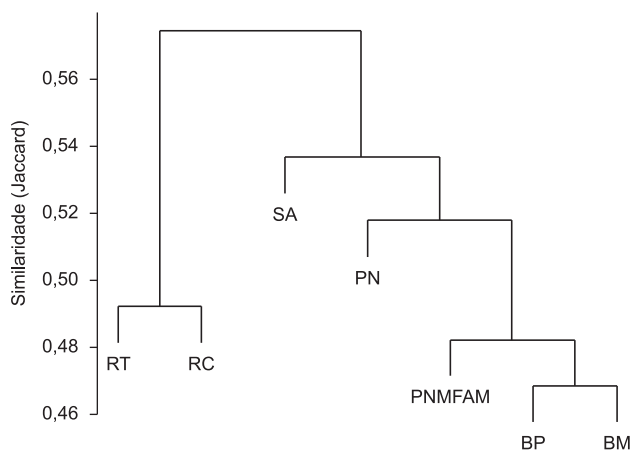 Similaridade (Jaccard)
0,56
0,54
0,52
0,50
0,48
0,46
SA
PN
RT
RC
PNMFAM
BP
BM